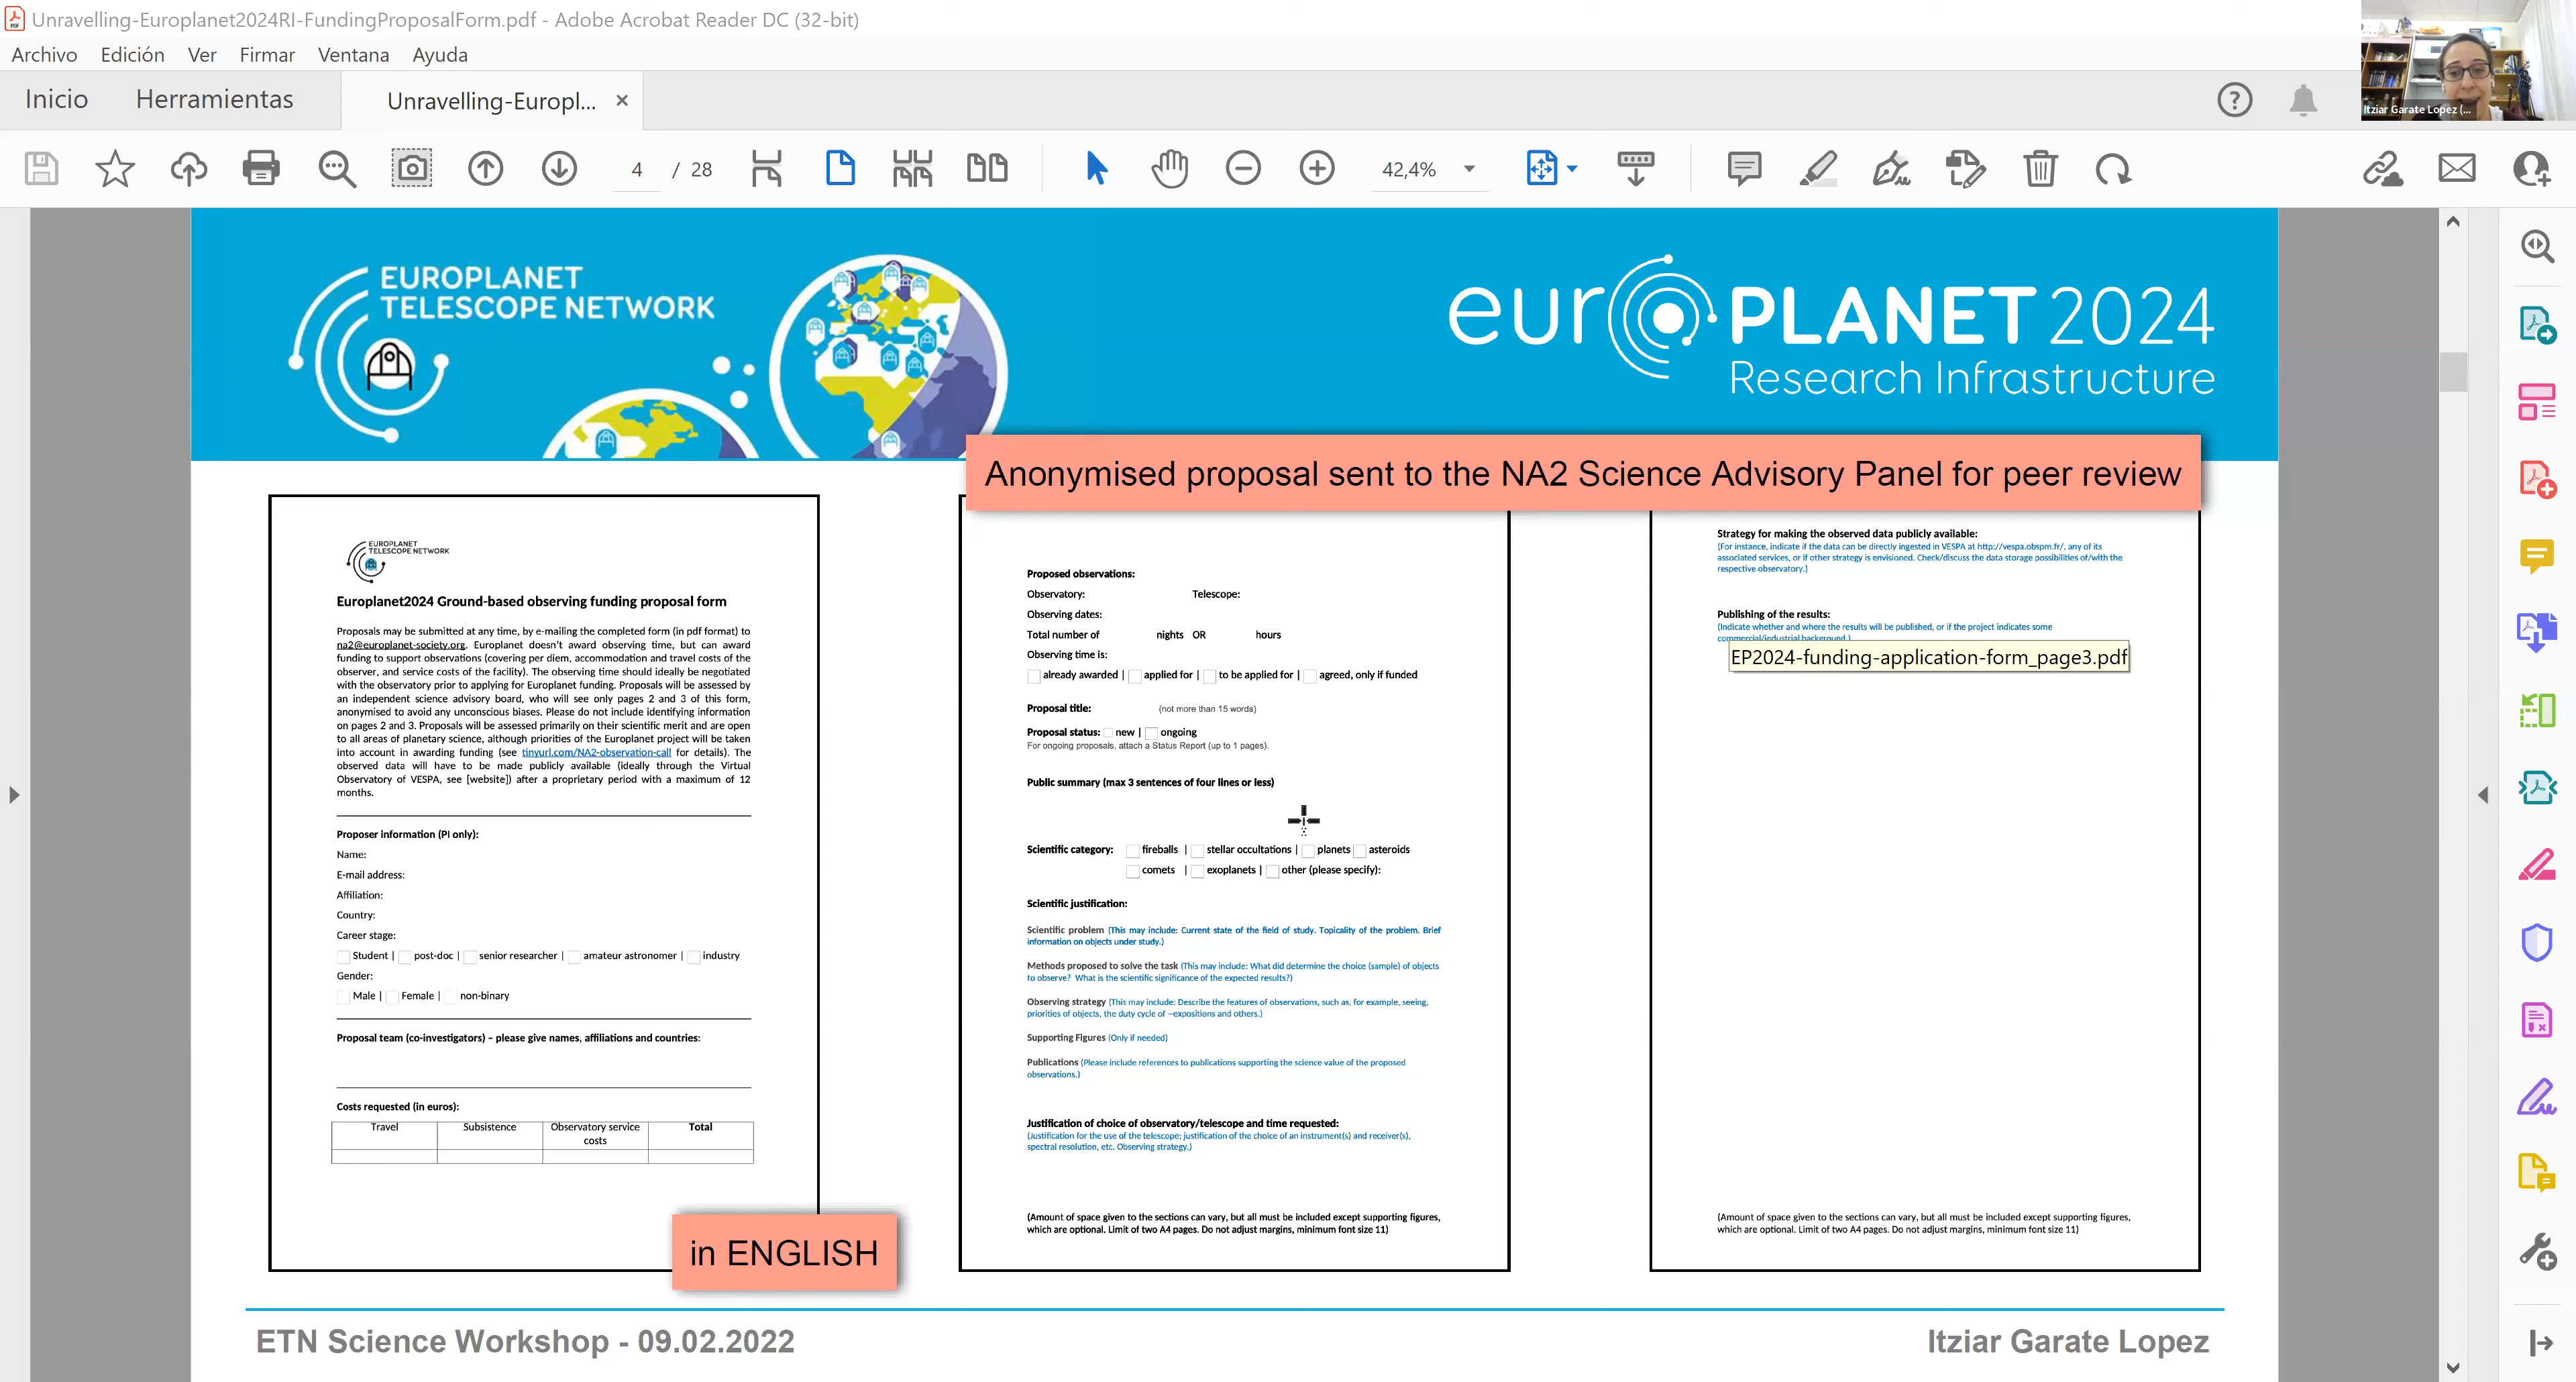 Unravelling-Europlanet2024RI-FundingProposalForm.pdf - Adobe Acrobat Reader DC (32-bit)
Archivo Edición Ver Firmar Ventana Ayuda
Inicio Herramientas Unravelling-Europl... ×
Itziar Garate Lopez (...
4 / 28 42,4%
EUROPLANET
TELESCOPE NETWORK
euroPLANET 2024
Research Infrastructure
Anonymised proposal sent to the NA2 Science Advisory Panel for peer review
EUROPLANET
TELESCOPE NETWORK
Europlanet2024 Ground-based observing funding proposal form
Proposals may be submitted at any time, by e-mailing the completed form (in pdf format) to
na2@europlanet-society.org. Europlanet doesn't award observing time, but can award
funding to support observations (covering per diem, accommodation and travel costs of the
observer, and service costs of the facility). The observing time should ideally be negotiated
with the observatory prior to applying for Europlanet funding. Proposals will be assessed by
an independent science advisory board, who will see only pages 2 and 3 of this form,
anonymised to avoid any unconscious biases. Please do not include identifying information
on pages 2 and 3. Proposals will be assessed primarily on their scientific merit and are open
to all areas of planetary science, although priorities of the Europlanet project will be taken
into account in awarding funding (see tinyurl.com/NA2-observation-call for details). The
observed data will have to be made publicly available (ideally through the Virtual
Observatory of VESPA, see [website]) after a proprietary period with a maximum of 12
months.
Proposer information (PI only):
Name:
E-mail address:
Affiliation:
Country:
Career stage:
Student | post-doc | senior researcher | amateur astronomer | industry
Gender:
Male | Female | non-binary
Proposal team (co-investigators) – please give names, affiliations and countries:
Costs requested (in euros):
Travel Subsistence Observatory service Total
costs
in ENGLISH
Proposed observations:
Observatory: Telescope:
Observing dates:
Total number of nights OR hours
Observing time is:
already awarded | applied for | to be applied for | agreed, only if funded
Proposal title: (not more than 15 words)
Proposal status: new | ongoing
For ongoing proposals, attach a Status Report (up to 1 pages).
Public summary (max 3 sentences of four lines or less)
Scientific category: fireballs | stellar occultations | planets asteroids
comets | exoplanets | other (please specify):
Scientific justification:
Scientific problem (This may include: Current state of the field of study. Topicality of the problem. Brief
information on objects under study.)
Methods proposed to solve the task (This may include: What did determine the choice (sample) of objects
to observe? What is the scientific significance of the expected results?)
Observing strategy (This may include: Describe the features of observations, such as, for example, seeing,
priorities of objects, the duty cycle of --expositions and others.)
Supporting Figures (Only if needed)
Publications (Please include references to publications supporting the science value of the proposed
observations.)
Justification of choice of observatory/telescope and time requested:
(Justification for the use of the telescope; justification of the choice of an instrument(s) and receiver(s),
spectral resolution, etc. Observing strategy.)
(Amount of space given to the sections can vary, but all must be included except supporting figures,
which are optional. Limit of two A4 pages. Do not adjust margins, minimum font size 11)
Strategy for making the observed data publicly available:
(For instance, indicate if the data can be directly ingested in VESPA at http://vespa.obspm.fr/, any of its
associated services, or if other strategy is envisioned. Check/discuss the data storage possibilities of/with the
respective observatory.)
Publishing of the results:
(Indicate whether and where the results will be published, or if the project indicates some
commercial/industrial background.)
EP2024-funding-application-form_page3.pdf
(Amount of space given to the sections can vary, but all must be included except supporting figures,
which are optional. Limit of two A4 pages. Do not adjust margins, minimum font size 11)
ETN Science Workshop - 09.02.2022
Itziar Garate Lopez